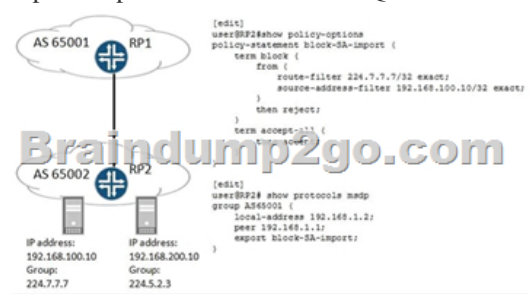 [edit]
user@RP2#show policy-options
policy-statement block-SA-import {
term block {
from {
route-filter 224.7.7.7/32 exact;
source-address-filter 192.168.100.10/32 exact;
}
then reject;
}
term accept-all {
then accept;
}
[edit]
user@RP2# show protocols msdp
group AS65001 {
local-address 192.168.1.2;
peer 192.168.1.1;
export block-SA-import;
}
AS 65001
RP1
Braindump2go.com
AS 65002
RP2
IP address:
192.168.100.10
Group:
224.7.7.7
IP address:
192.168.200.10
Group:
224.5.2.3